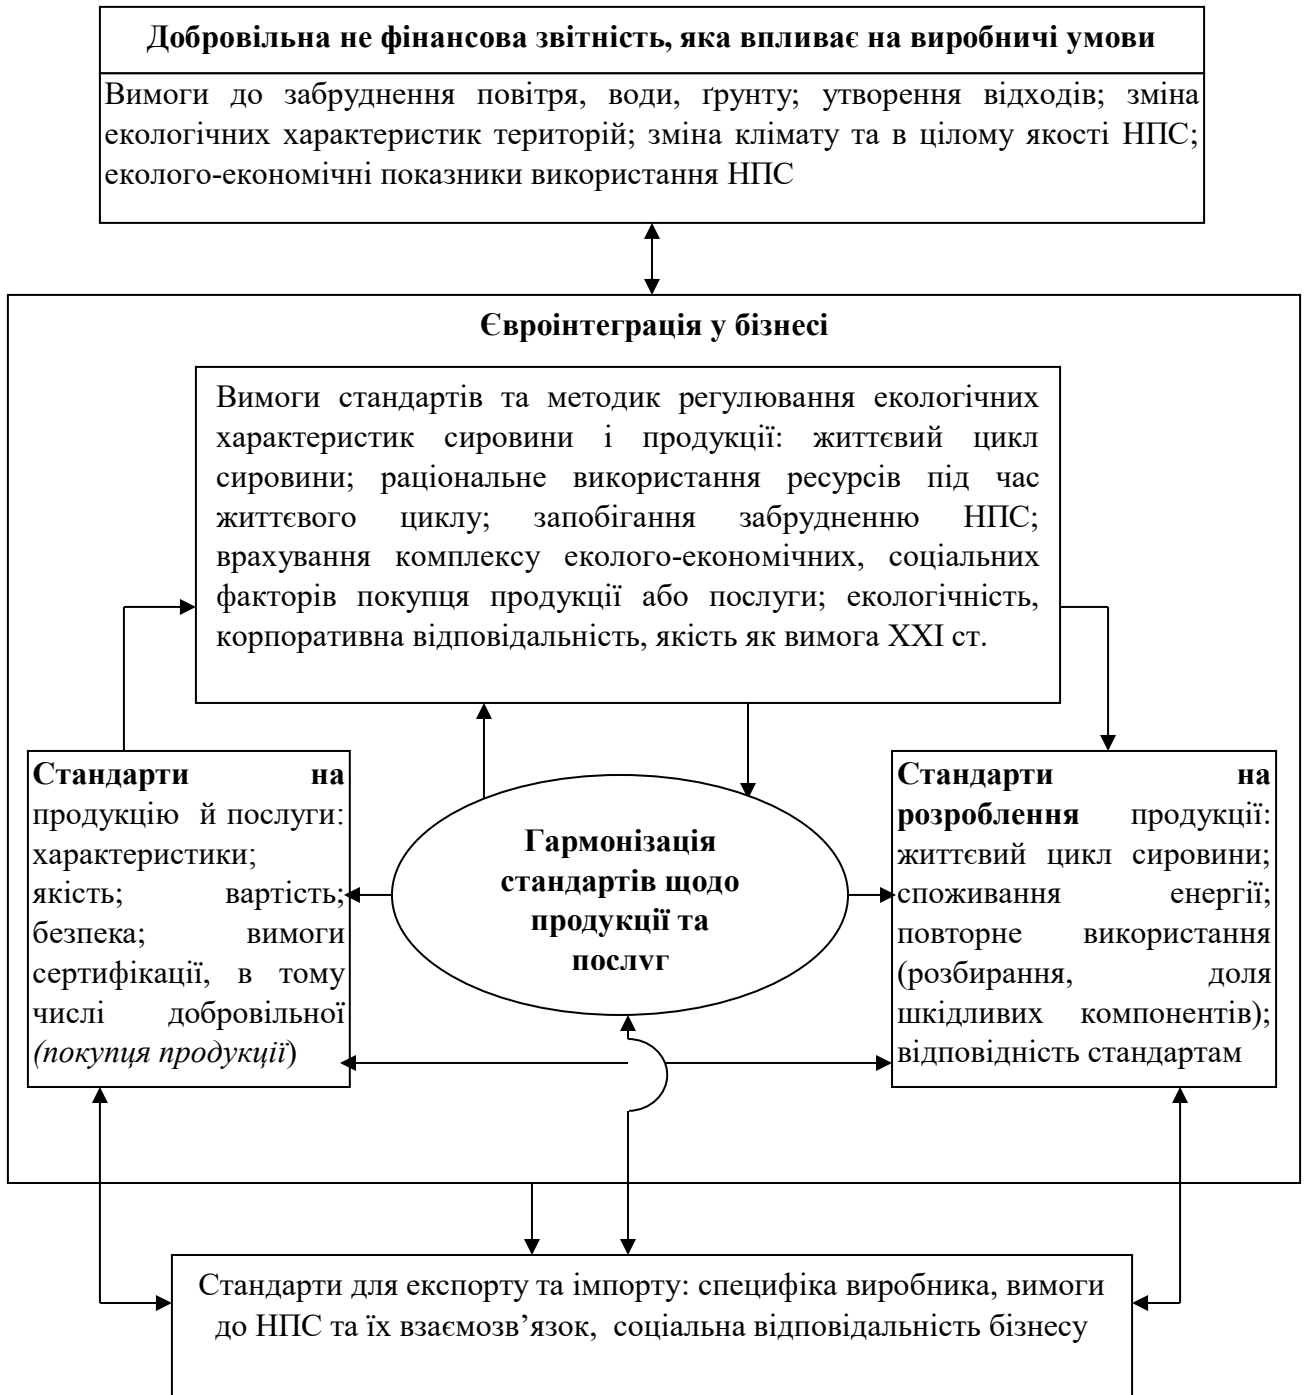 Добровільна не фінансова звітність, яка впливає на виробничі умови
Вимоги до забруднення повітря, води, ґрунту; утворення відходів; зміна
екологічних характеристик територій; зміна клімату та в цілому якості НПС;
еколого-економічні показники використання НПС
Євроінтеграція у бізнесі
Вимоги стандартів та методик регулювання екологічних
характеристик сировини і продукції: життєвий цикл
сировини; раціональне використання ресурсів під час
життєвого циклу; запобігання забрудненню НПС;
врахування комплексу еколого-економічних, соціальних
факторів покупця продукції або послуги; екологічність,
корпоративна відповідальність, якість як вимога ХХІ ст.
Стандарти на
продукцію й послуги:
характеристики;
якість; вартість;
безпека; вимоги
сертифікації, в тому
числі добровільної
(покупця продукції)
Гармонізація
стандартів щодо
продукції та
послуг
Стандарти на
розроблення продукції:
життєвий цикл сировини;
споживання енергії;
повторне використання
(розбирання, доля
шкідливих компонентів);
відповідність стандартам
Стандарти для експорту та імпорту: специфіка виробника, вимоги
до НПС та їх взаємозв’язок, соціальна відповідальність бізнесу